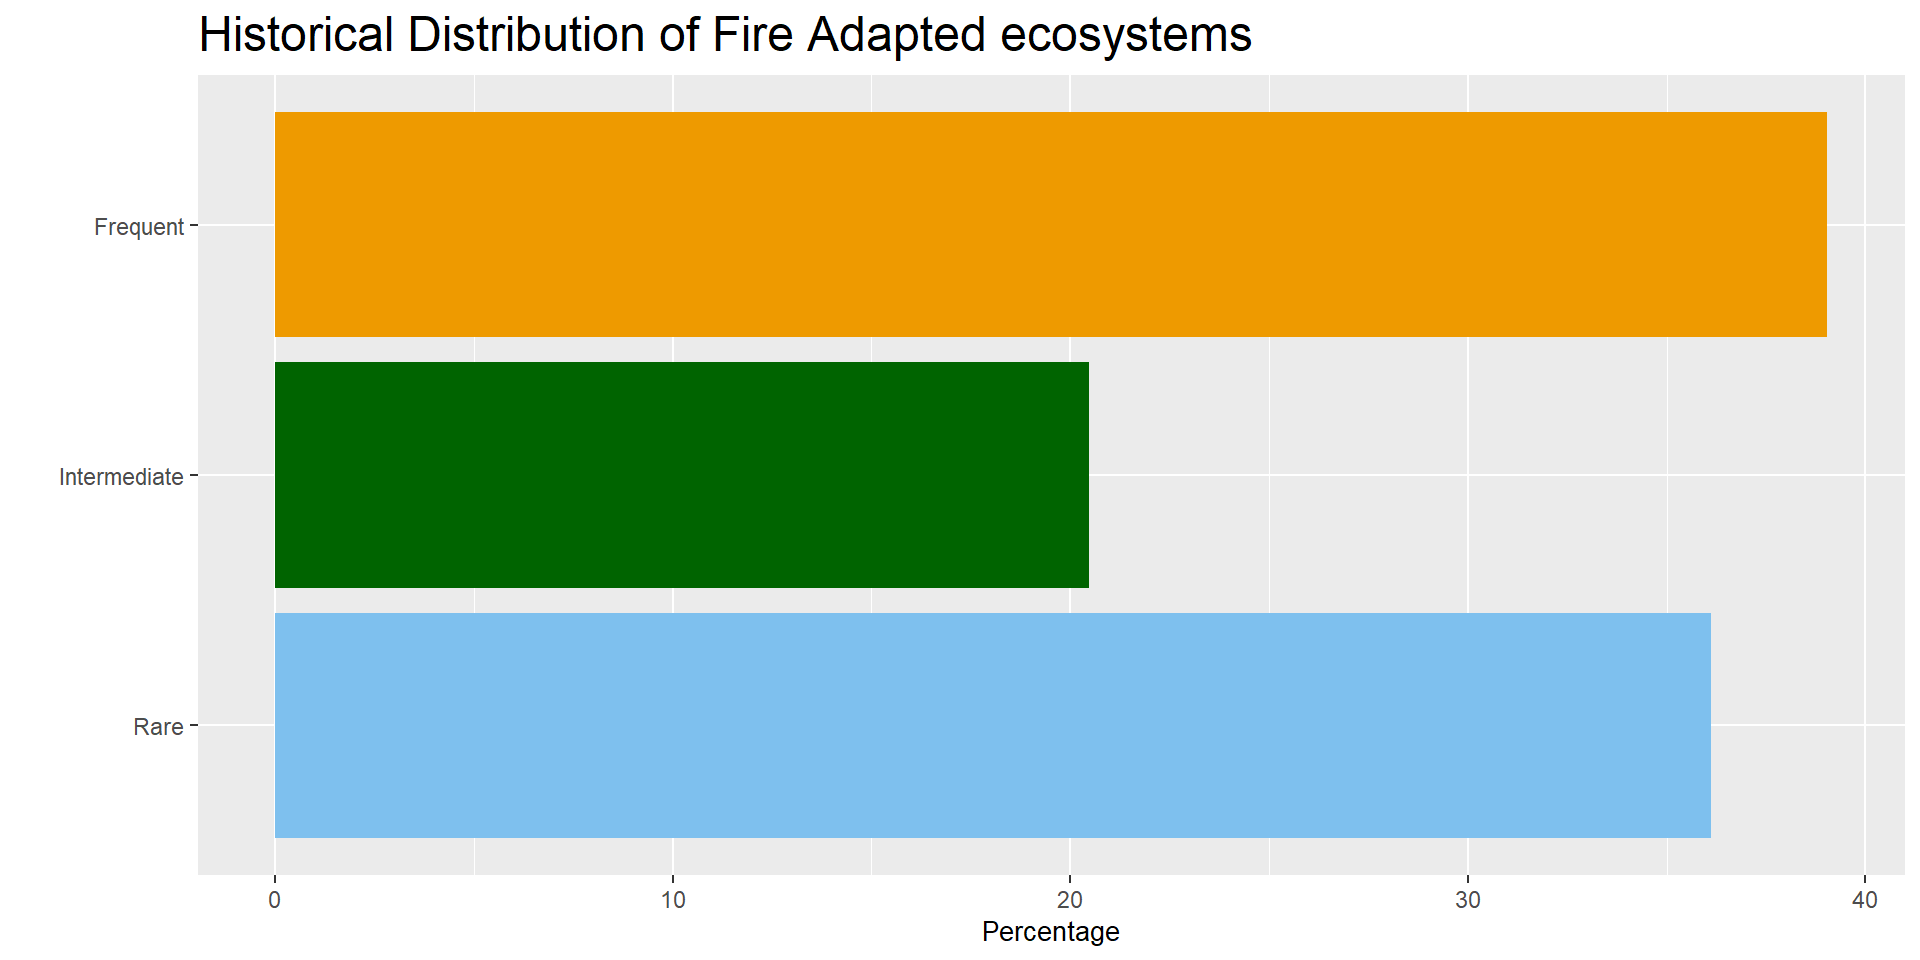 Historical Distribution of Fire Adapted ecosystems
Frequent
Intermediate
Rare
0 10 20 30 40
Percentage